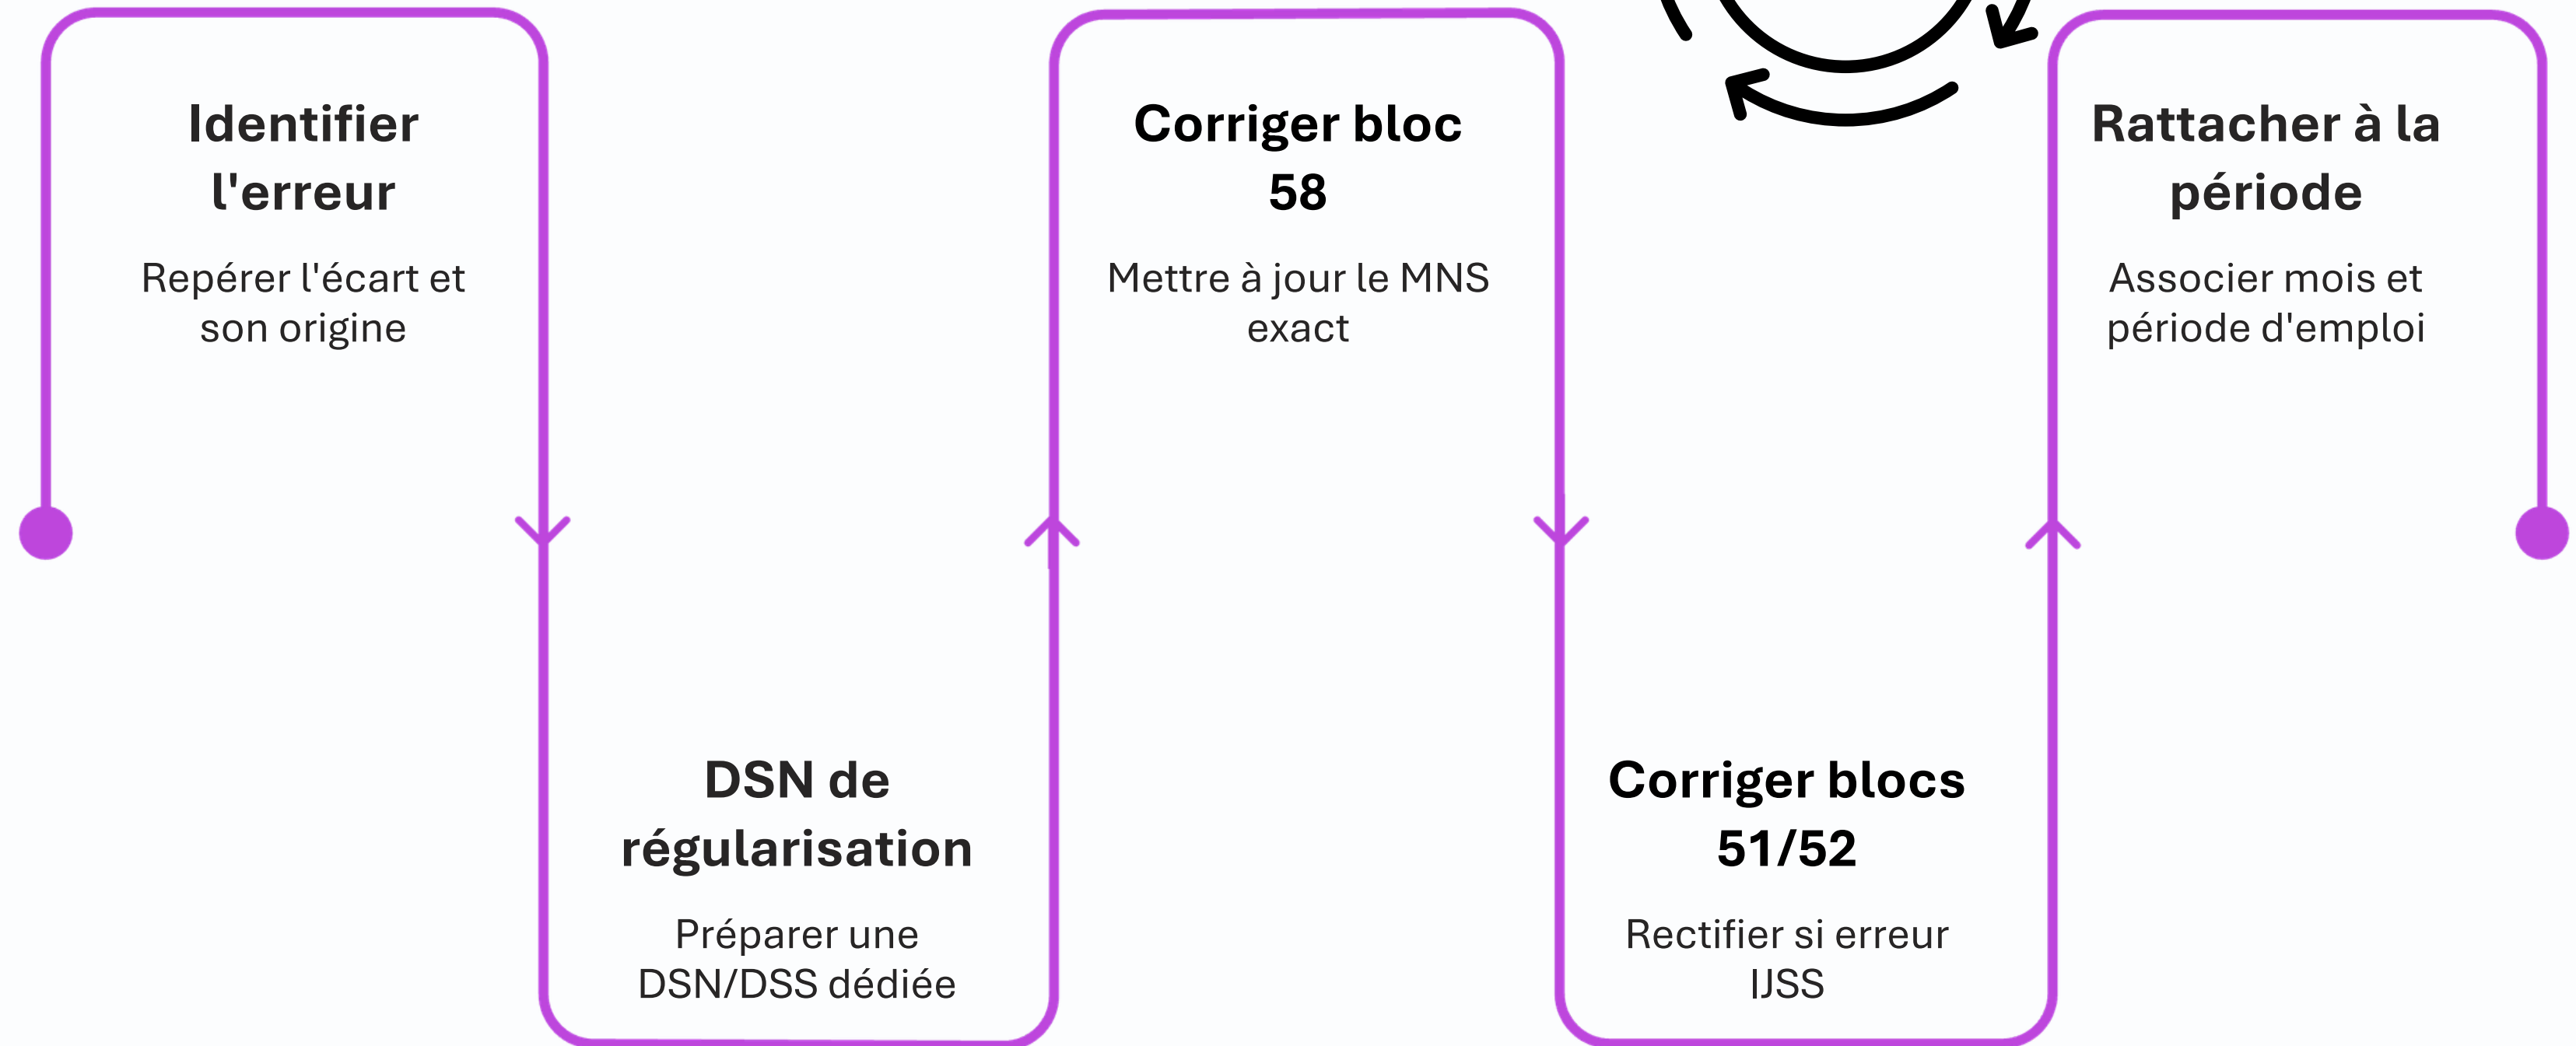 Identifier
l'erreur
Repérer l'écart et
son origine
DSN de
régularisation
Préparer une
DSN/DSS dédiée
Corriger bloc
58
Mettre à jour le MNS
exact
Corriger blocs
51/52
Rectifier si erreur
IJSS
Rattacher à la
période
Associer mois et
période d'emploi